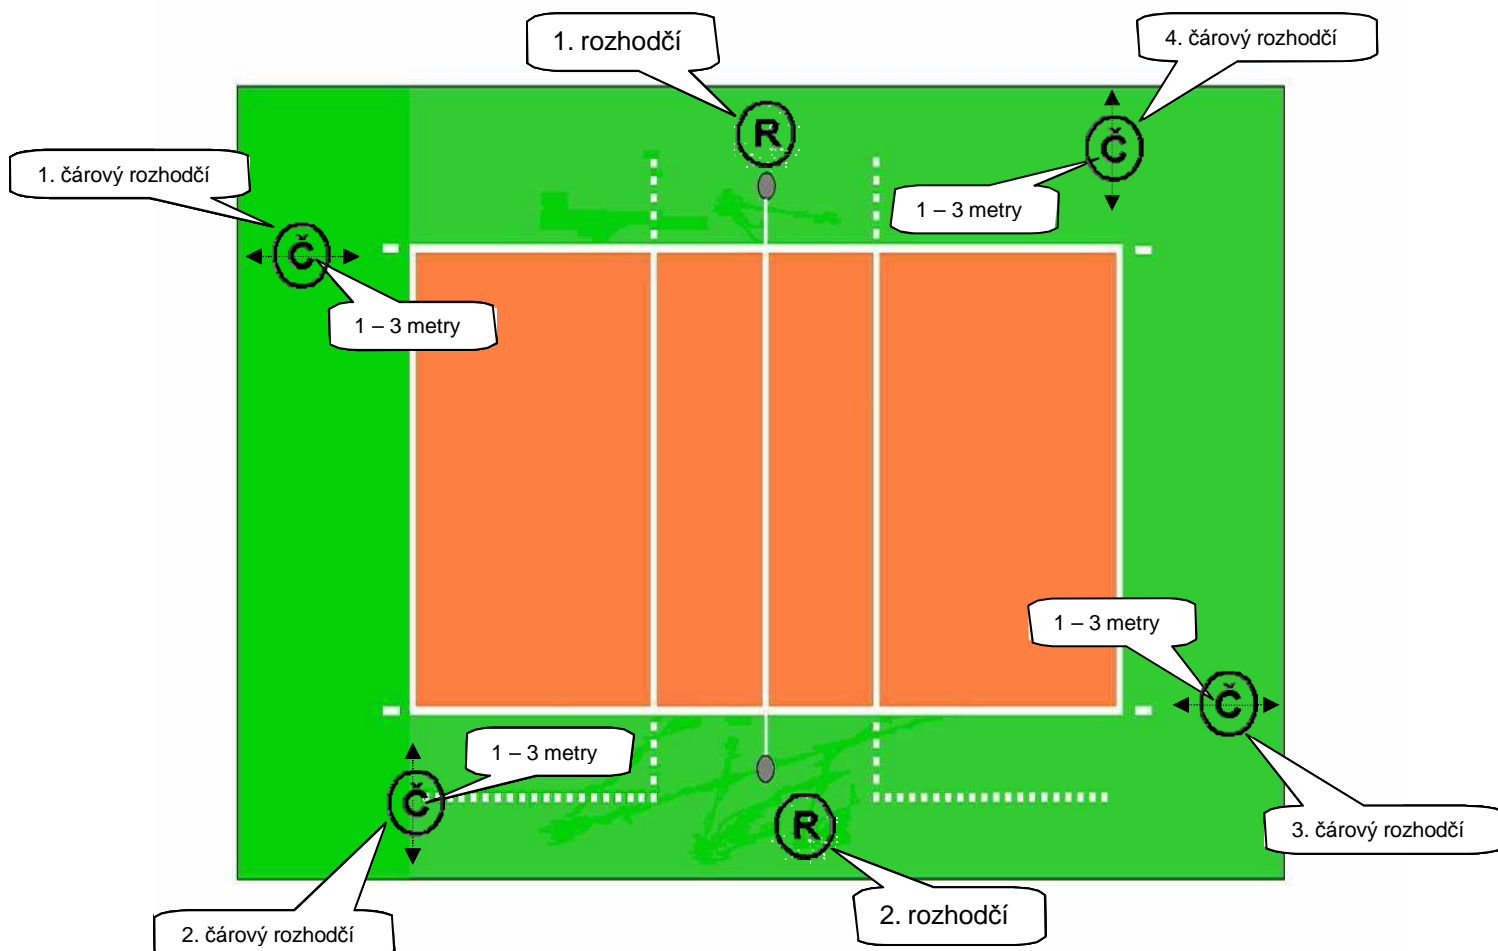 1. rozhodčí
4. čárový rozhodčí
R
Č
1. čárový rozhodčí
1 – 3 metry
Č
1 – 3 metry
1 – 3 metry
Č
1 – 3 metry
Č
R
3. čárový rozhodčí
2. rozhodčí
2. čárový rozhodčí